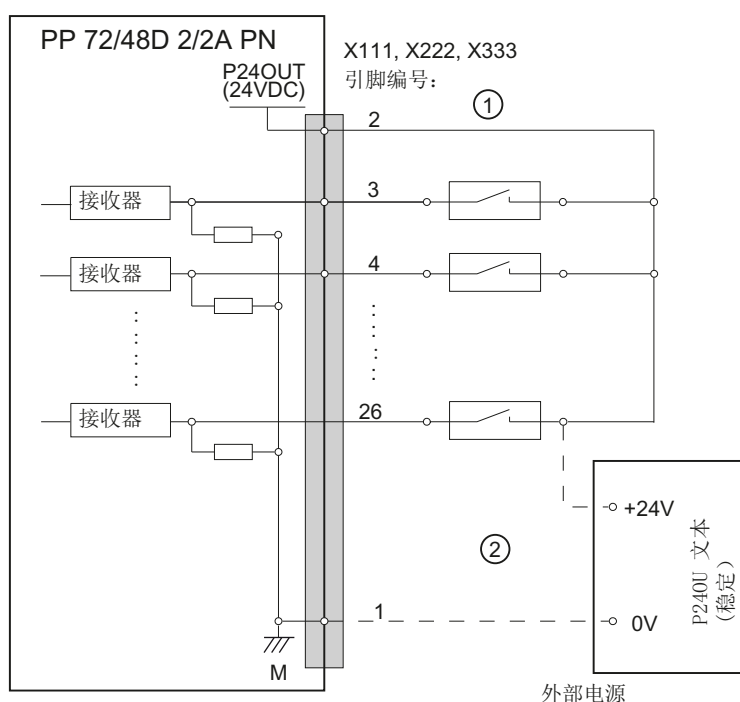 PP 72/48D 2/2A PN
X111, X222, X333
引脚编号：
P24OUT
(24VDC)
①
2
接收器
3
接收器
4
接收器
26
+24V
P240U 文本
（稳定）
②
1
0V
M
外部电源